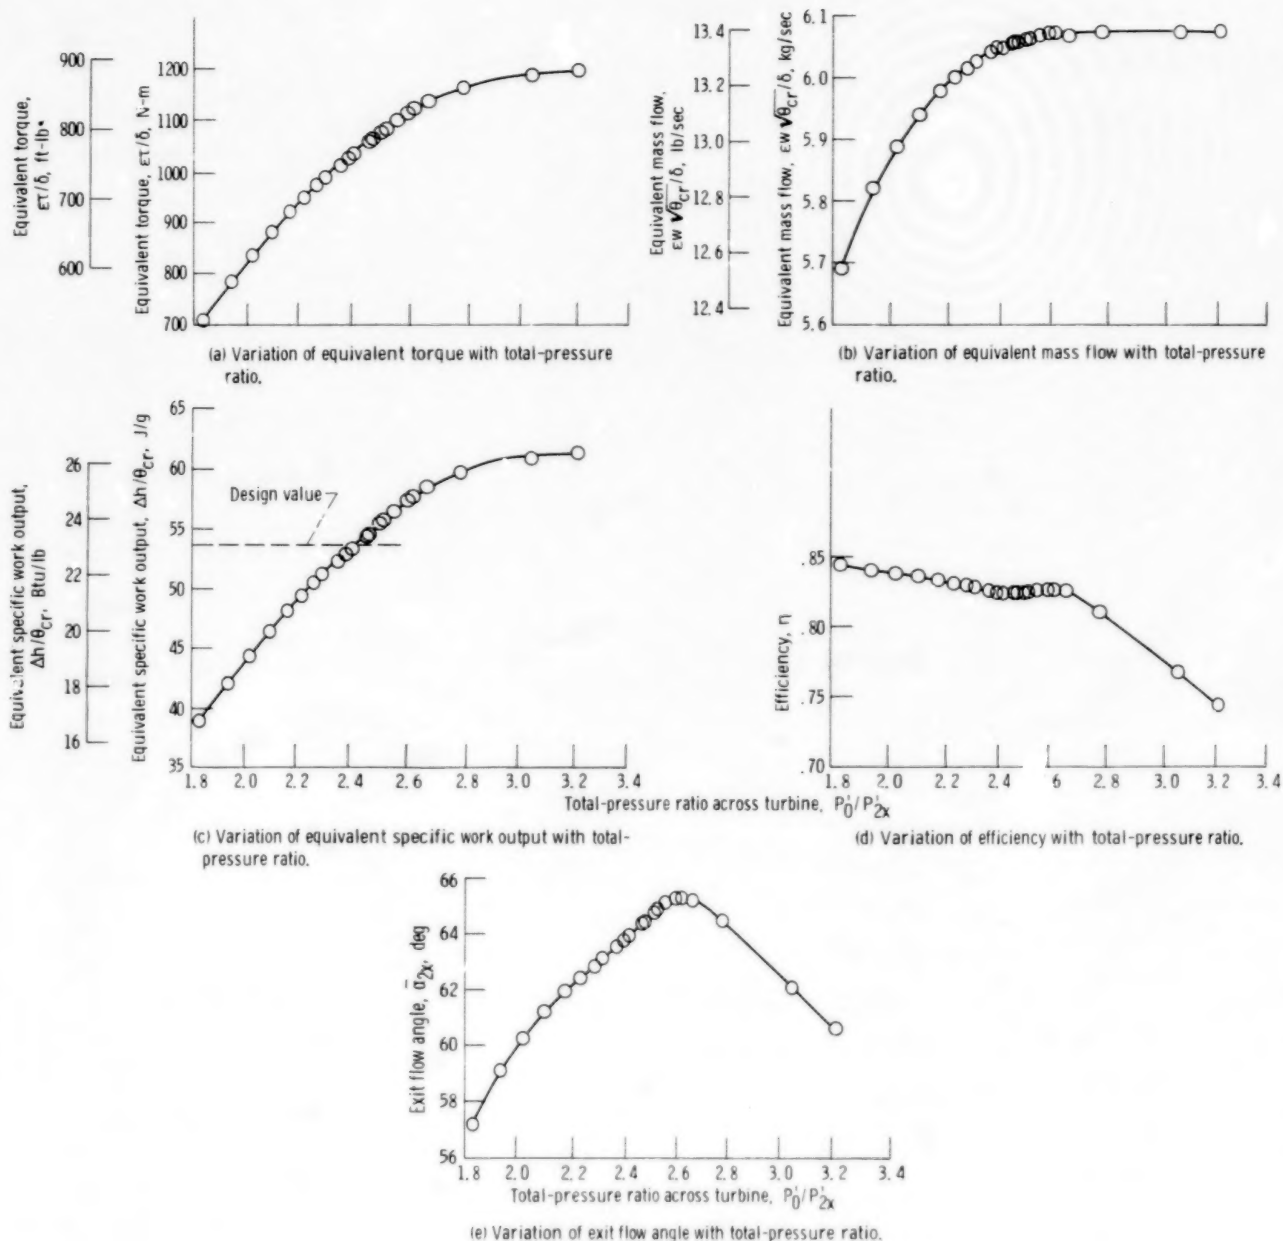 Equivalent torque,
ετ/δ, ft-lb*
900
800
700
600
Equivalent torque, ετ/δ, N-m
1200
1100
1000
900
800
700
(a) Variation of equivalent torque with total-pressure
ratio.
Equivalent mass flow,
εw √θcr/δ, lb/sec
13.4
13.2
13.0
12.8
12.6
12.4
Equivalent mass flow, εw √θcr/δ, kg/sec
6.1
6.0
5.9
5.8
5.7
5.6
(b) Variation of equivalent mass flow with total-pressure
ratio.
Equivalent specific work output,
Δh/θcr, Btu/lb
26
24
22
20
18
16
Equivalent specific work output, Δh/θcr, J/g
65
60
55
50
45
40
35
Design value
1.8 2.0 2.2 2.4 2.6 2.8 3.0 3.2 3.4
Efficiency, η
.85
.80
.75
.70
1.8 2.0 2.2 2.4 6 2.8 3.0 3.2 3.4
Total-pressure ratio across turbine, P'0/P'2x
(c) Variation of equivalent specific work output with total-
pressure ratio.
(d) Variation of efficiency with total-pressure ratio.
Exit flow angle, ᾱ2x, deg
66
64
62
60
58
56
1.8 2.0 2.2 2.4 2.6 2.8 3.0 3.2 3.4
Total-pressure ratio across turbine, P'0/P'2x
(e) Variation of exit flow angle with total-pressure ratio.